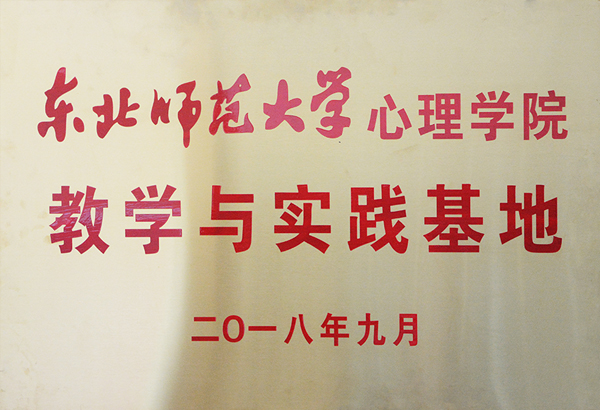 东北师范大学心理学院
教学与实践基地
二〇一八年九月